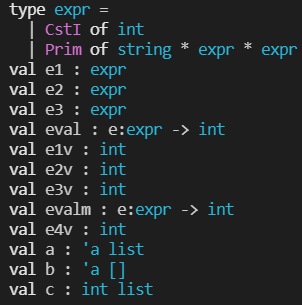 type expr =
  | CstI of int
  | Prim of string * expr * expr
val e1 : expr
val e2 : expr
val e3 : expr
val eval : e:expr -> int
val e1v : int
val e2v : int
val e3v : int
val evalm : e:expr -> int
val e4v : int
val a : 'a list
val b : 'a []
val c : int list